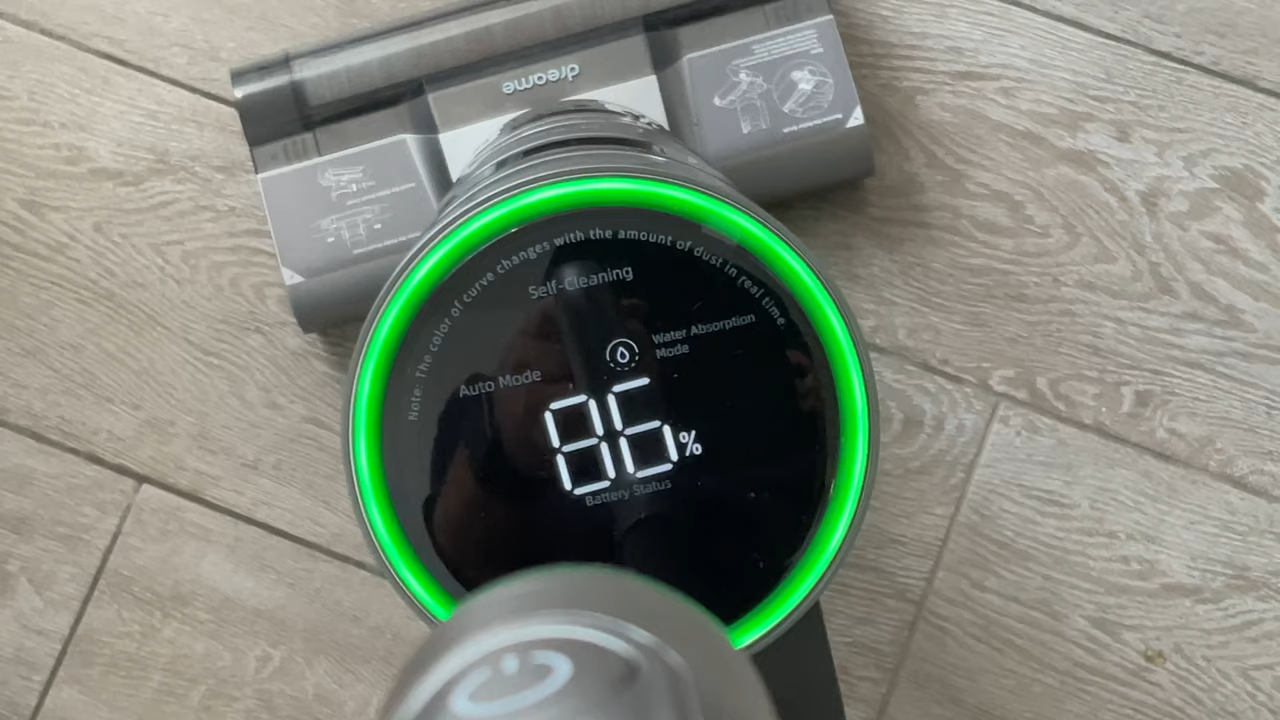 dreame
Note: The color of curve changes with the amount of dust in real time.
Self-Cleaning
Water Absorption
Mode
Auto Mode
86%
Battery Status